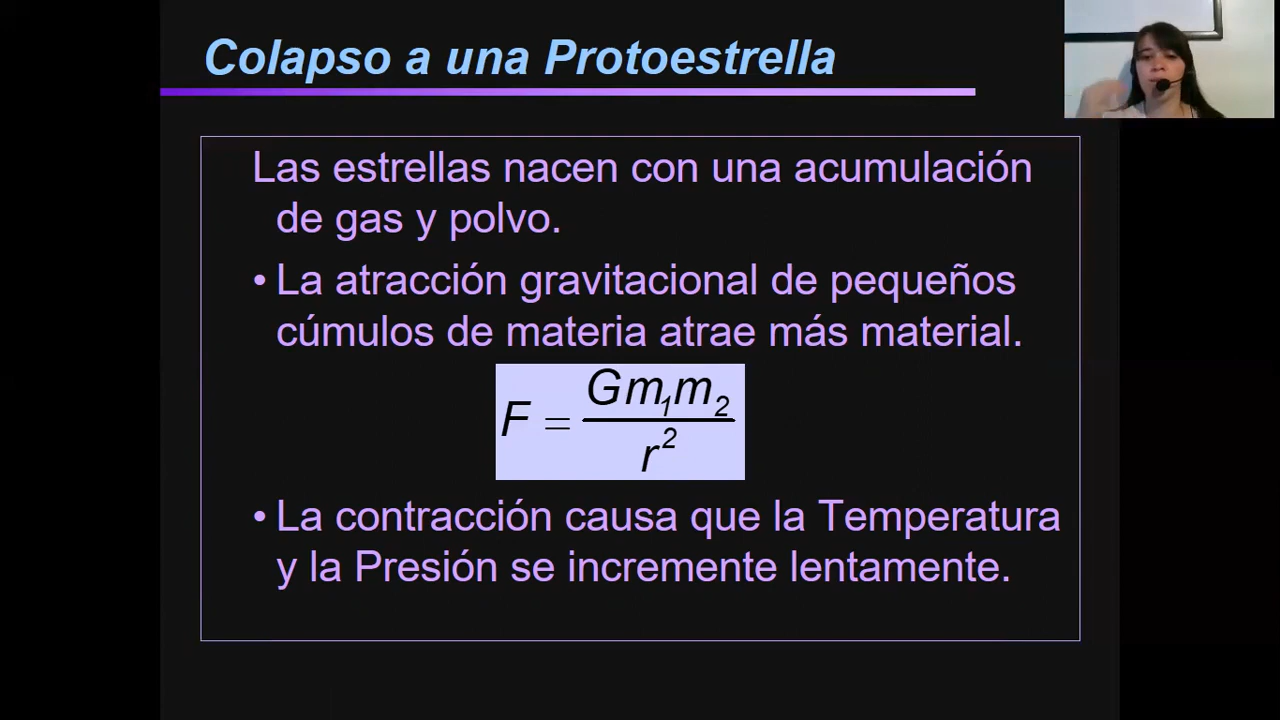 Colapso a una Protoestrella
Las estrellas nacen con una acumulación
de gas y polvo.
• La atracción gravitacional de pequeños
cúmulos de materia atrae más material.
F = Gm₁m₂ / r²
• La contracción causa que la Temperatura
y la Presión se incremente lentamente.